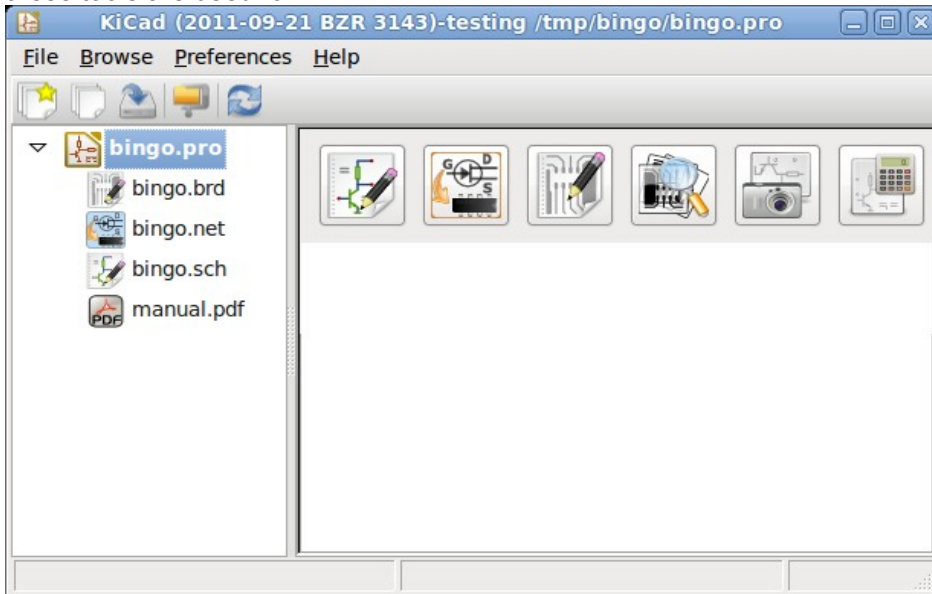 KiCad (2011-09-21 BZR 3143)-testing /tmp/bingo/bingo.pro
File Browse Preferences Help
bingo.pro
bingo.brd
bingo.net
bingo.sch
manual.pdf
PDF
G D
S